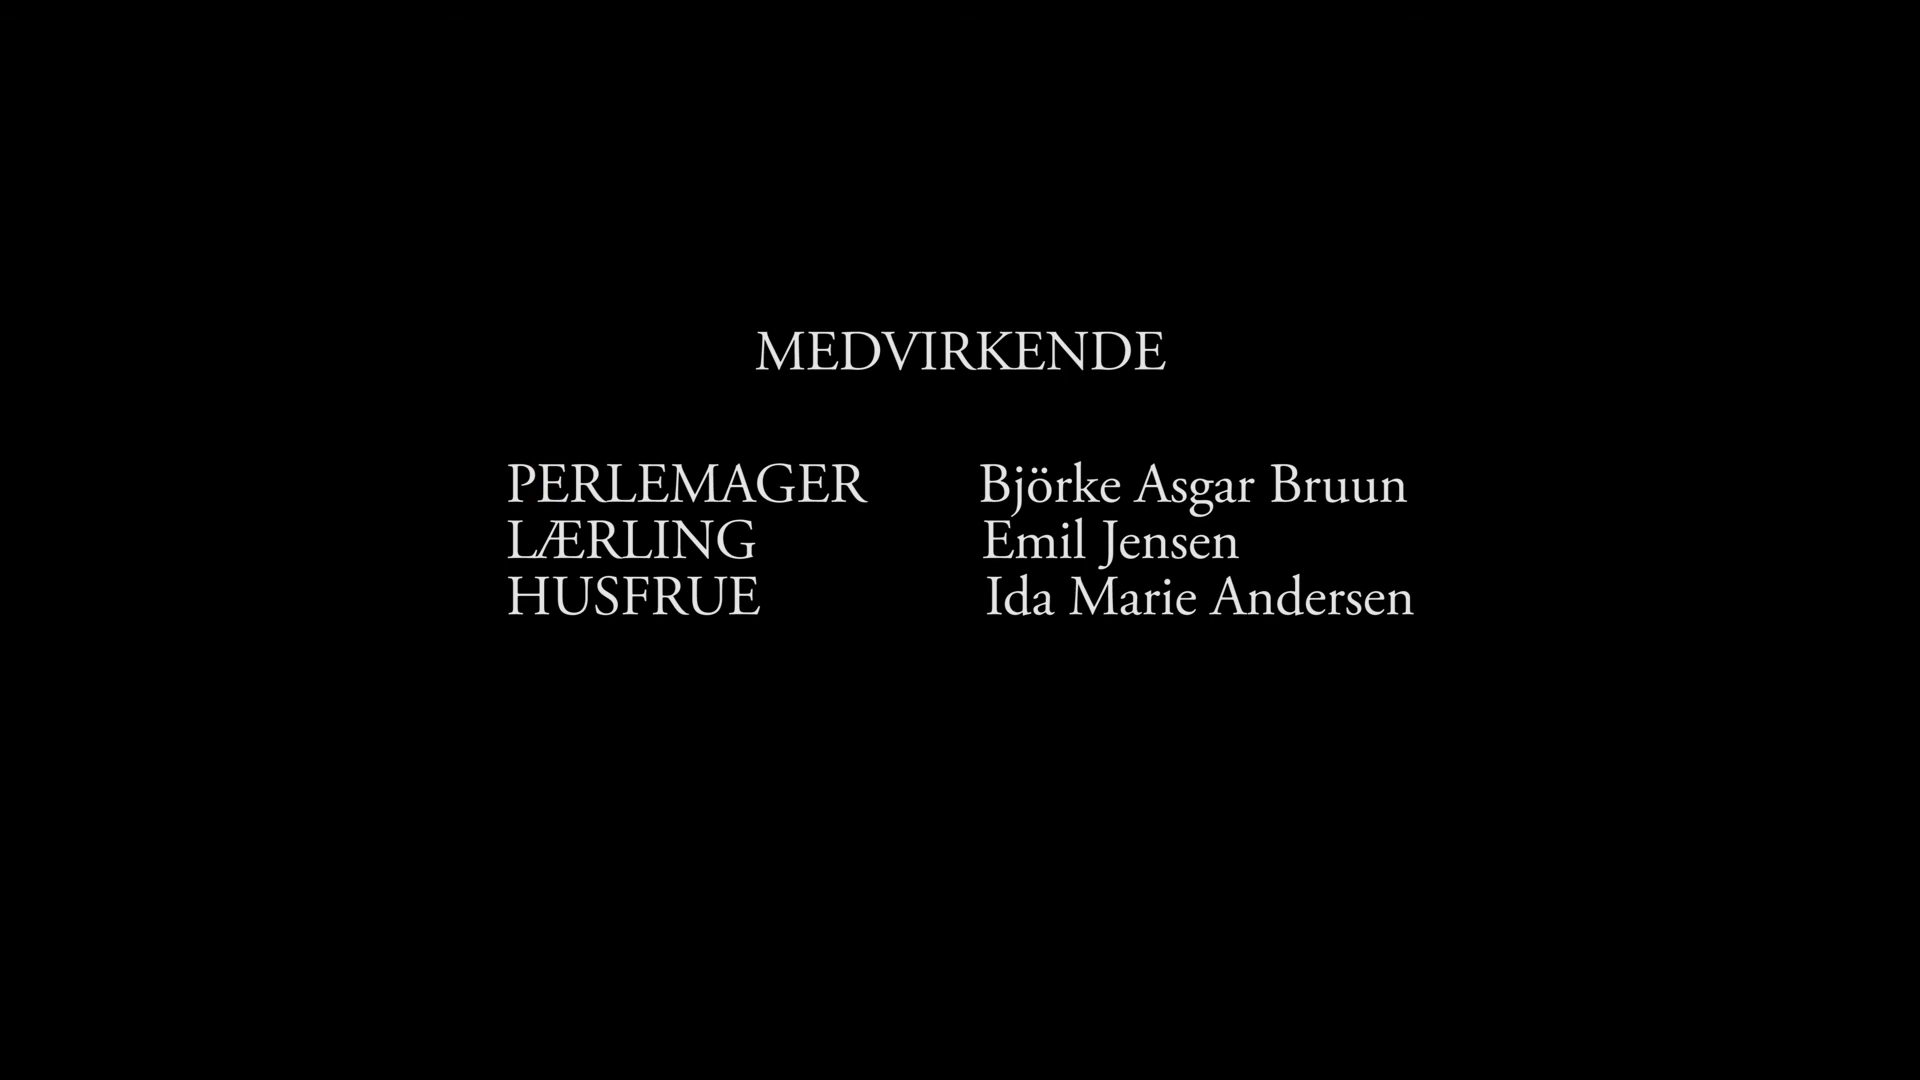 MEDVIRKENDE
PERLEMAGER Björke Asgar Bruun
LÆRLING Emil Jensen
HUSFRUE Ida Marie Andersen